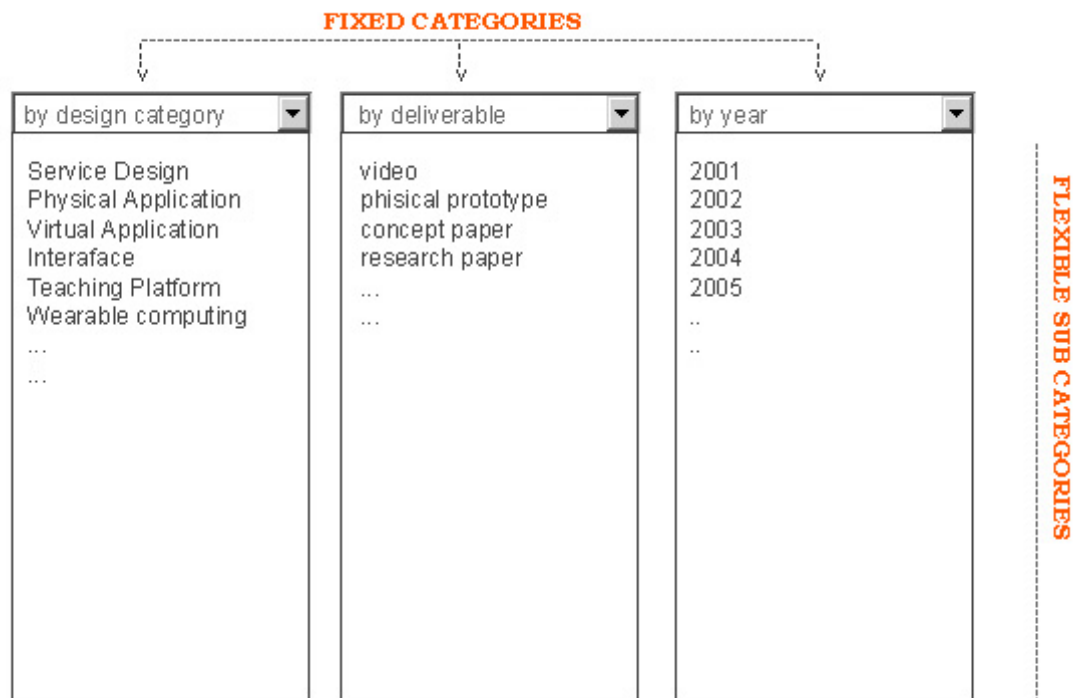 FIXED CATEGORIES
by design category
Service Design
Physical Application
Virtual Application
Interaface
Teaching Platform
Wearable computing
...
...
by deliverable
video
phisical prototype
concept paper
research paper
...
...
by year
2001
2002
2003
2004
2005
..
..
FLEXIBLE SUB CATEGORIES